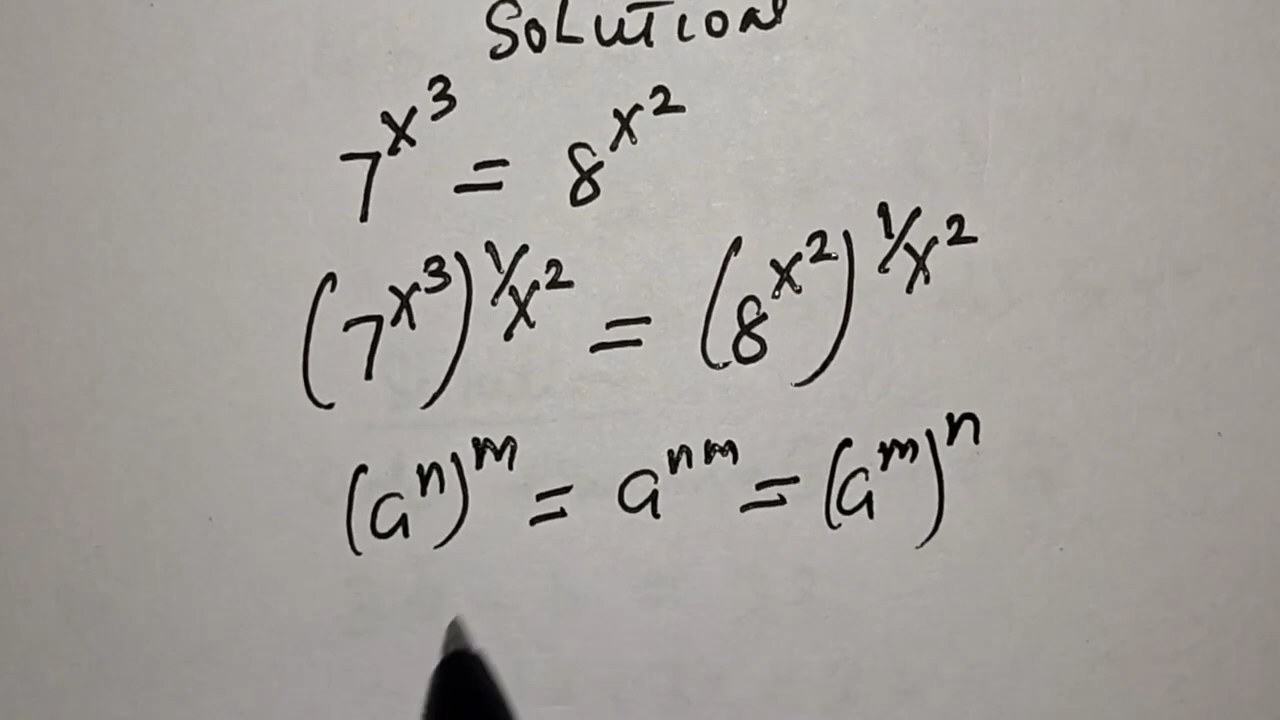 SOLUTION
7^{x^3} = 8^{x^2}
(7^{x^3})^{1/x^2} = (8^{x^2})^{1/x^2}
(a^n)^m = a^{nm} = (a^m)^n